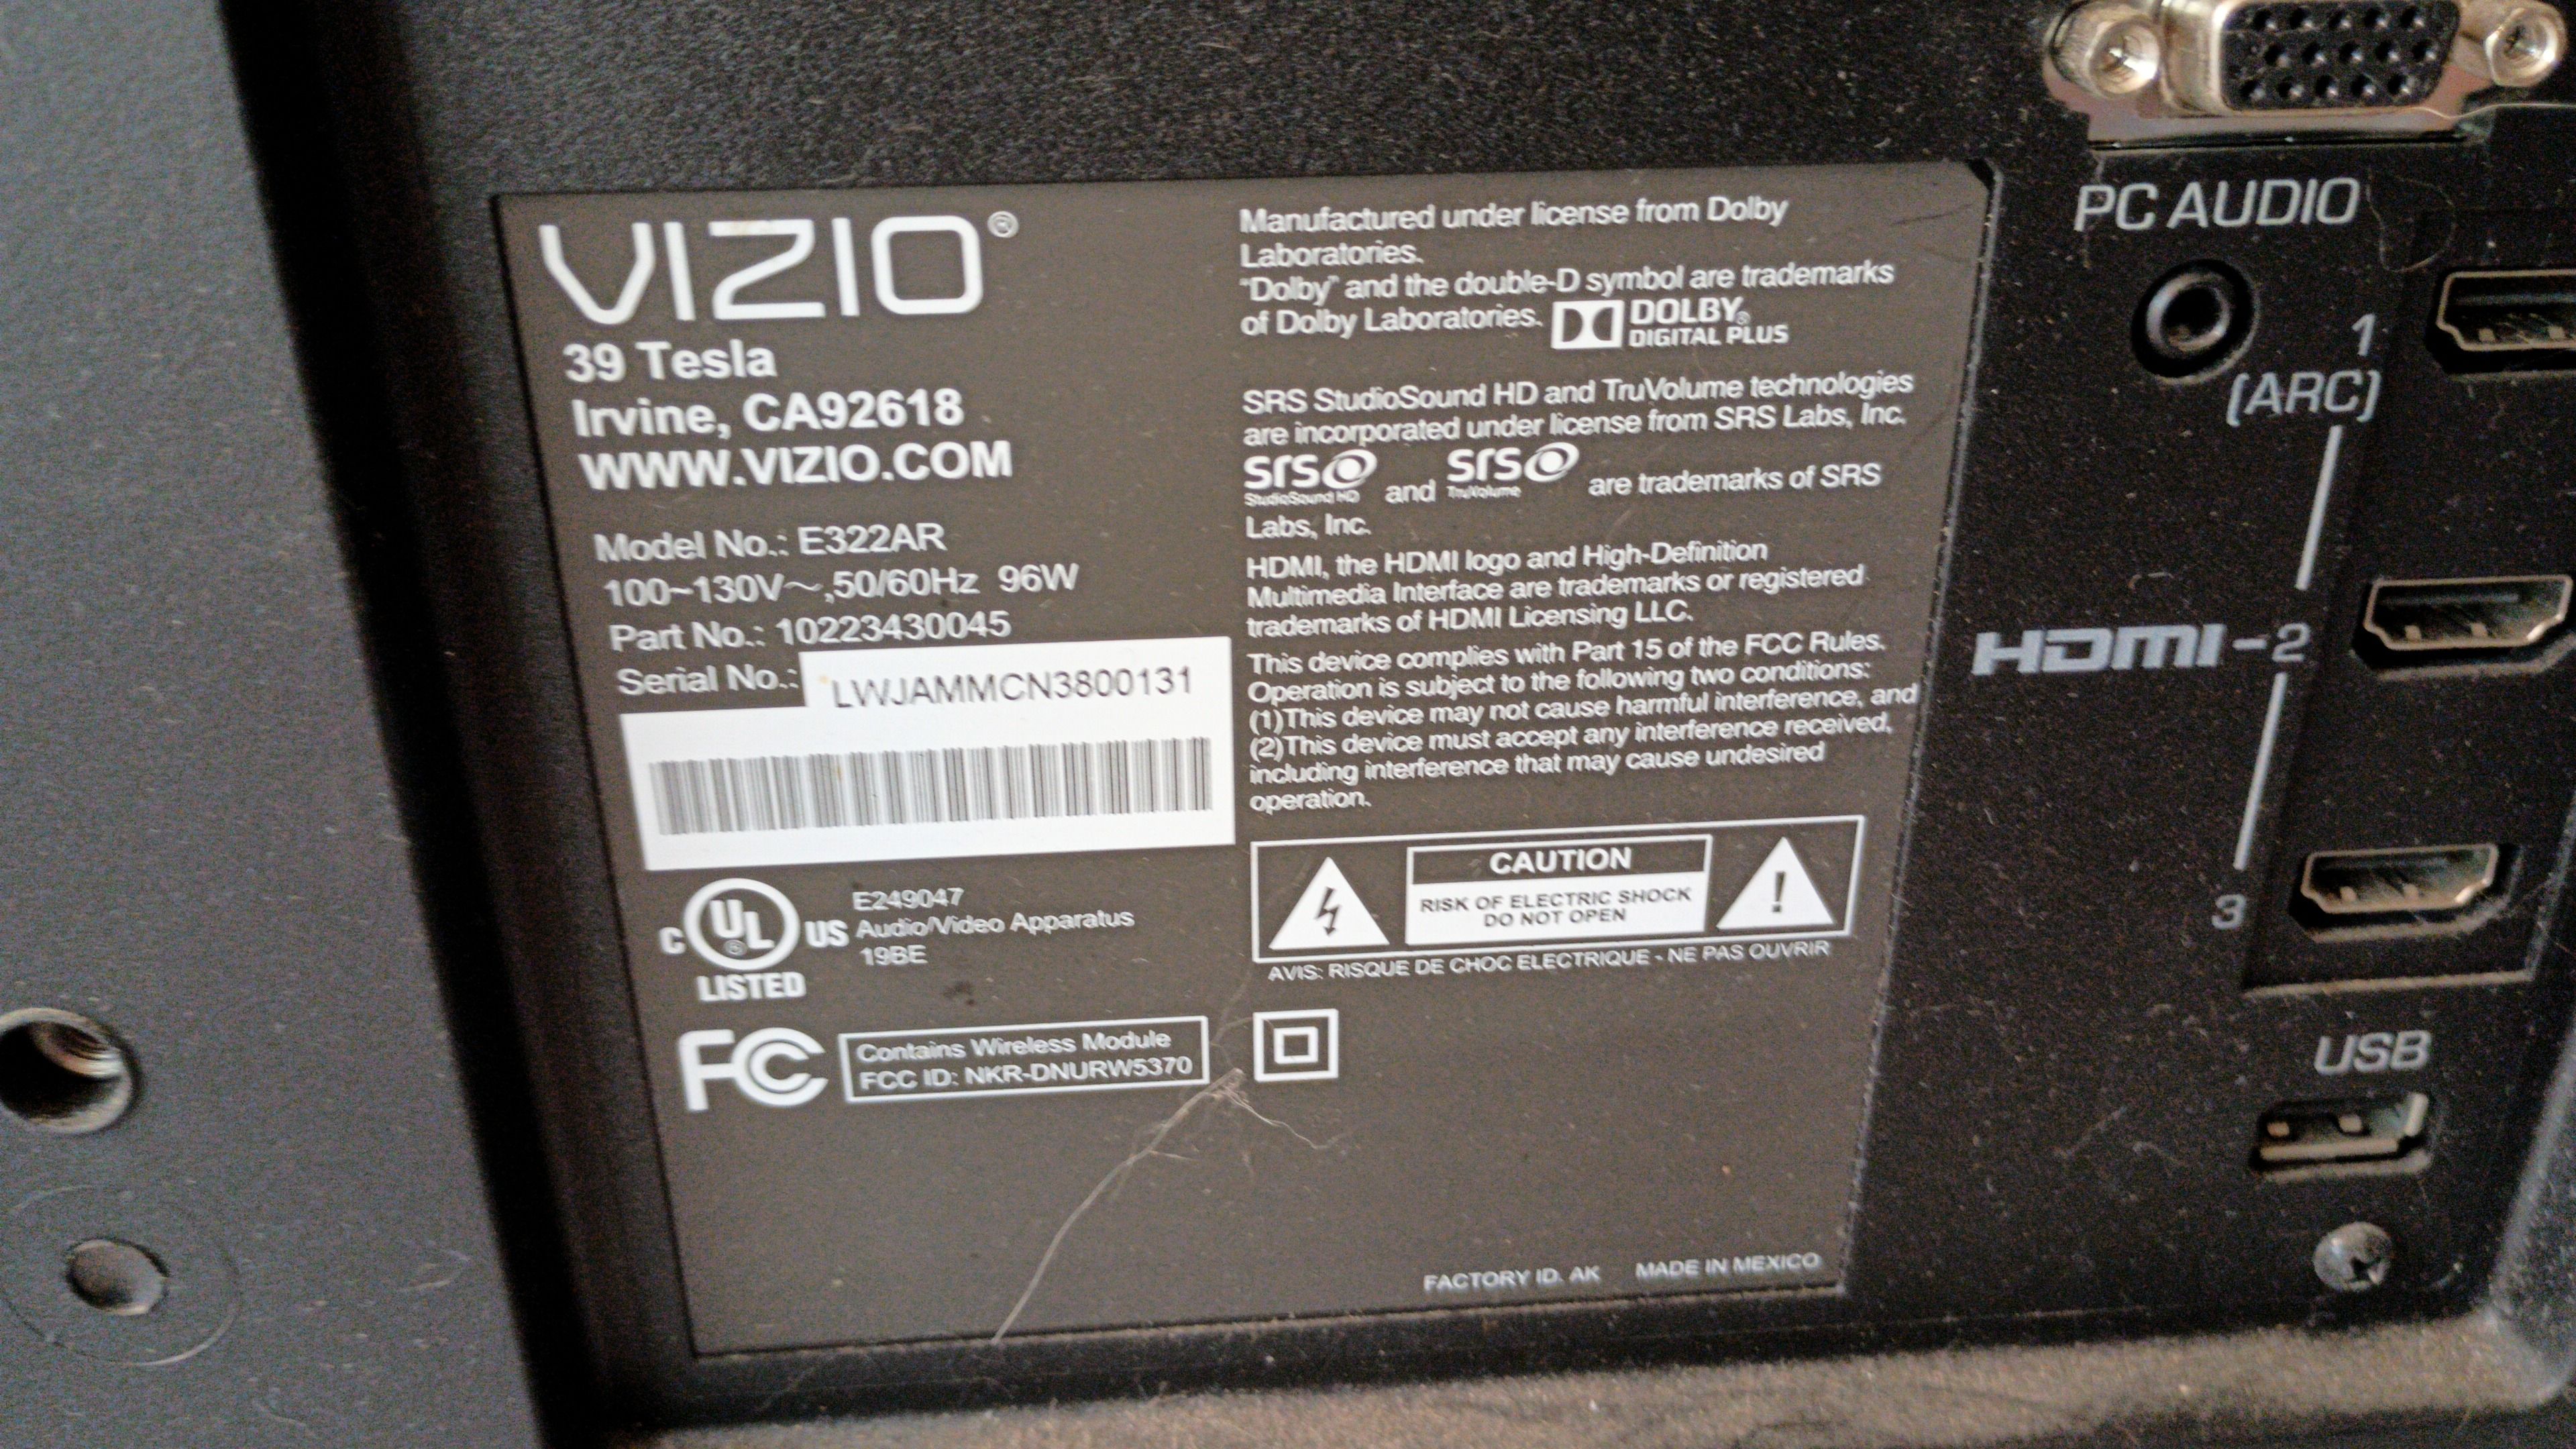 VIZIO®
39 Tesla
Irvine, CA92618
WWW.VIZIO.COM
Model No.: E322AR
100~130V～,50/60Hz 96W
Part No.: 10223430045
Serial No.: LWJAMMCN3800131
C UL® US
LISTED
E249047
Audio/Video Apparatus
19BE
FC
Contains Wireless Module
FCC ID: NKR-DNURW5370
Manufactured under license from Dolby
Laboratories.
"Dolby" and the double-D symbol are trademarks
of Dolby Laboratories. DOLBY®
DIGITAL PLUS
SRS StudioSound HD and TruVolume technologies
are incorporated under license from SRS Labs, Inc.
SRS StudioSound HD and SRS TruVolume are trademarks of SRS
Labs, Inc.
HDMI, the HDMI logo and High-Definition
Multimedia Interface are trademarks or registered
trademarks of HDMI Licensing LLC.
This device complies with Part 15 of the FCC Rules.
Operation is subject to the following two conditions:
(1)This device may not cause harmful interference, and
(2)This device must accept any interference received,
including interference that may cause undesired
operation.
CAUTION
RISK OF ELECTRIC SHOCK
DO NOT OPEN
AVIS: RISQUE DE CHOC ELECTRIQUE - NE PAS OUVRIR
FACTORY ID. AK MADE IN MEXICO
PC AUDIO
1
(ARC)
HDMI-2
3
USB